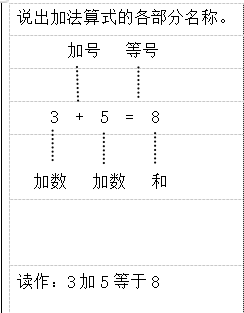 说出加法算式的各部分名称。
加号 等号
3 + 5 = 8
加数 加数 和
读作：3加5等于8